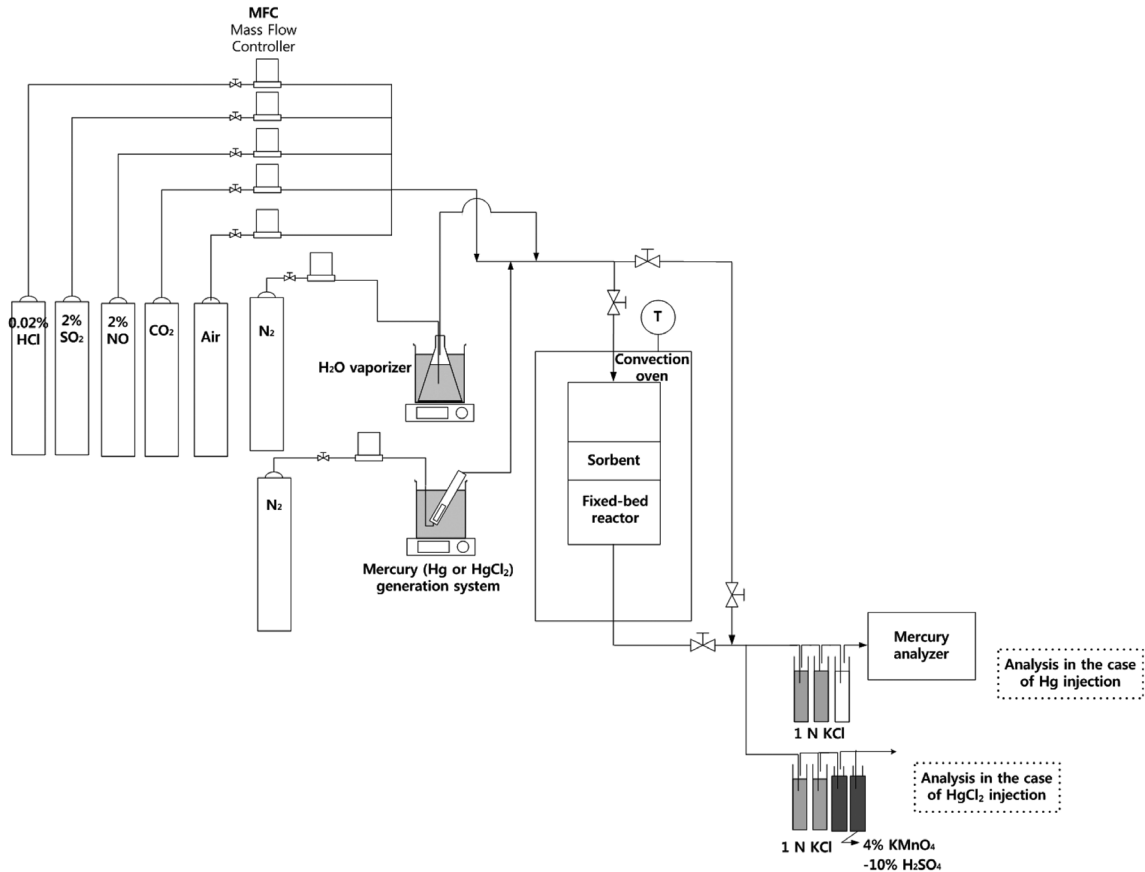 MFC
Mass Flow
Controller
0.02%
HCl
2%
SO₂
2%
NO
CO₂
Air
N₂
H₂O vaporizer
N₂
Mercury (Hg or HgCl₂)
generation system
T
Convection
oven
Sorbent
Fixed-bed
reactor
Mercury
analyzer
Analysis in the case
of Hg injection
1 N KCl
Analysis in the case
of HgCl₂ injection
1 N KCl
4% KMnO₄
-10% H₂SO₄